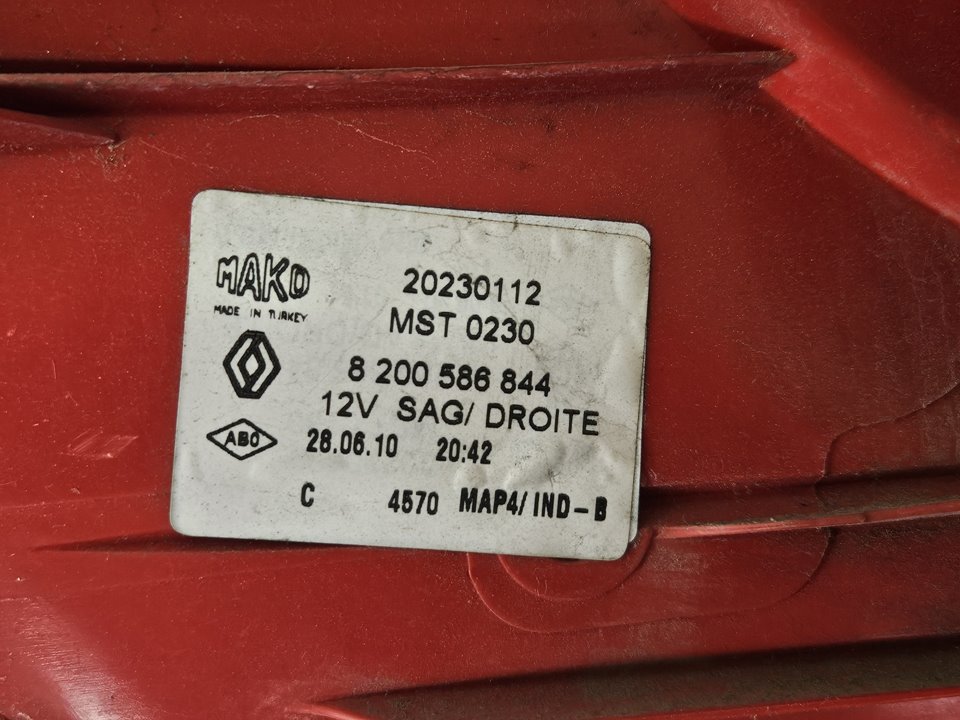 MAKO
MADE IN TURKEY
20230112
MST 0230
8 200 586 844
12V SAG/ DROITE
ABO
28.06.10 20:42
C 4570 MAP4/ IND-B